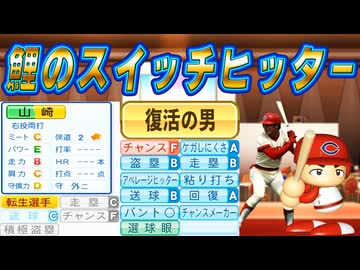 鯉のスイッチヒッター
山崎
右投両打
ミート C 弾道 2
パワー E 打率 ----
走力 B HR --本
肩力 C 打点 --点
守備力 D 守 外二
転生選手 走塁 C
送球 C チャンス F
積極盗塁
復活の男
チャンス F ケガしにくさ A
盗塁 B 走塁 B
アベレージヒッター 粘り打ち
送球 B 回復 A
バント○ チャンスメーカー
選球眼